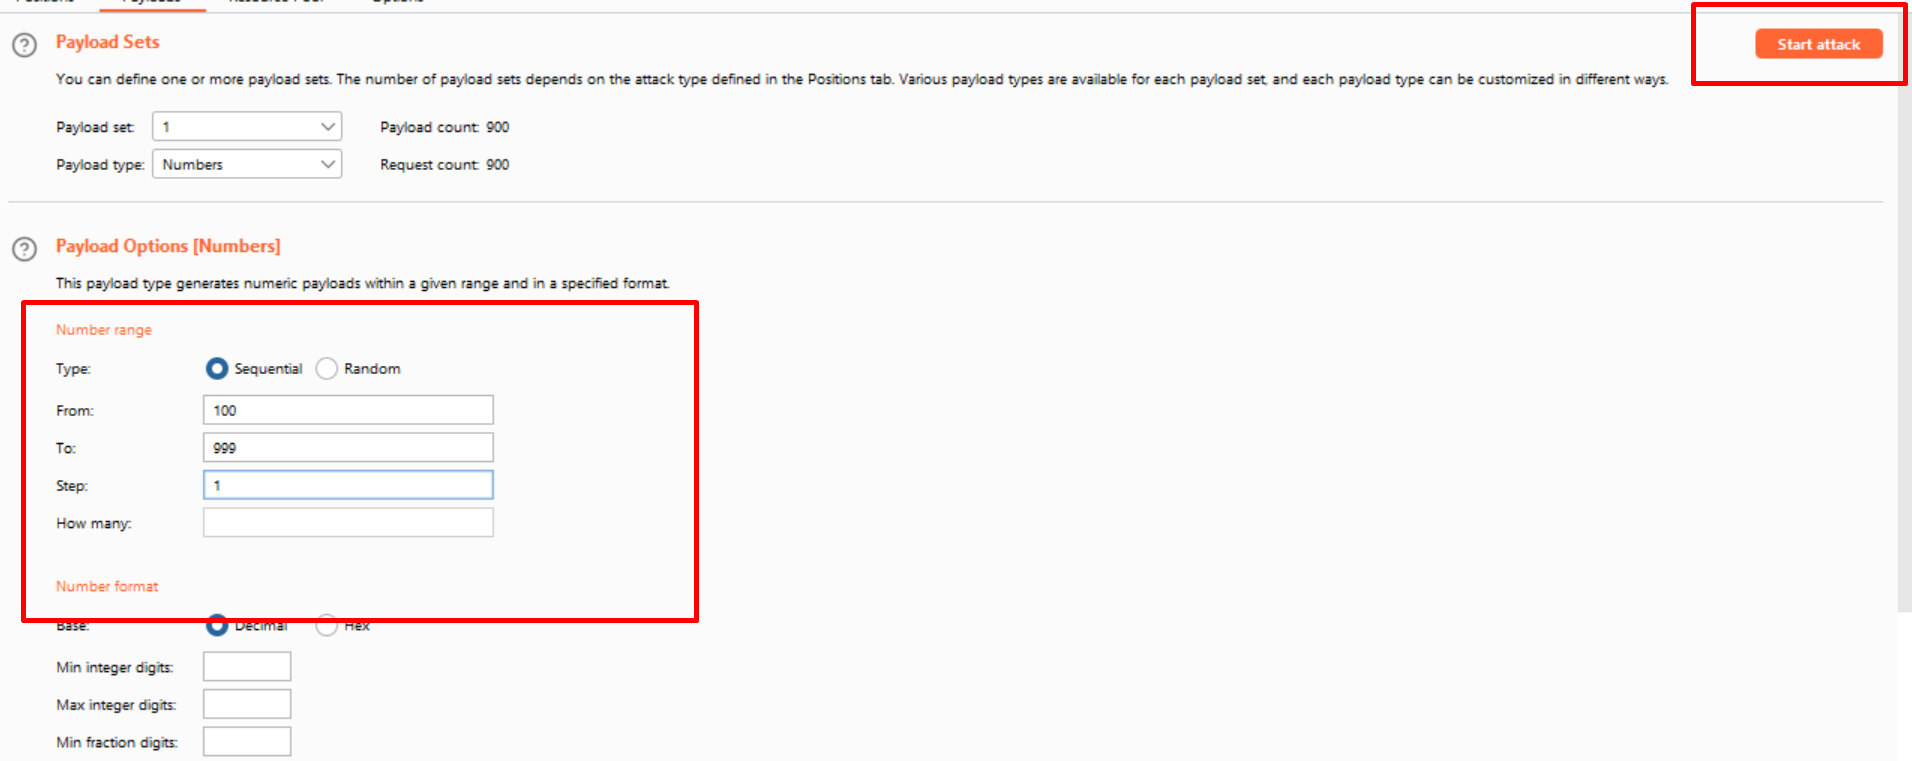 Payload Sets
Start attack
You can define one or more payload sets. The number of payload sets depends on the attack type defined in the Positions tab. Various payload types are available for each payload set, and each payload type can be customized in different ways.
Payload set: 1 Payload count: 900
Payload type: Numbers Request count: 900
Payload Options [Numbers]
This payload type generates numeric payloads within a given range and in a specified format.
Number range
Type: Sequential Random
From: 100
To: 999
Step: 1
How many:
Number format
Base: Decimal Hex
Min integer digits:
Max integer digits:
Min fraction digits: